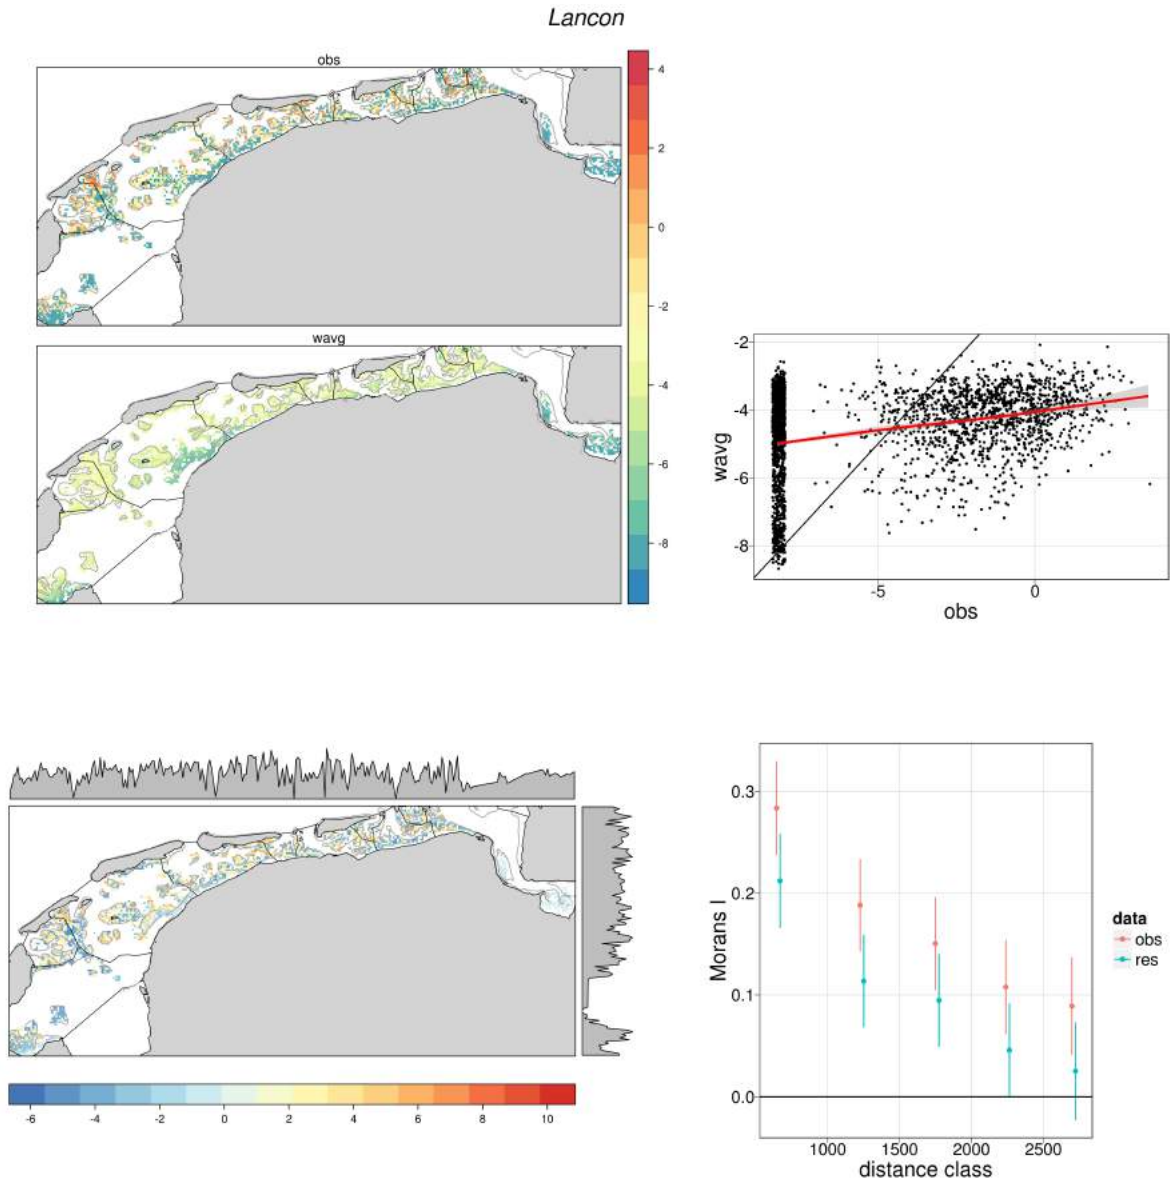 Lancon
obs
4
2
0
-2
-4
-6
-8
wavg
-2
-4
-6
-8
wavg
-5 0
obs
-6 -4 -2 0 2 4 6 8 10
0.3
0.2
0.1
0.0
Morans I
1000 1500 2000 2500
distance class
data
obs
res